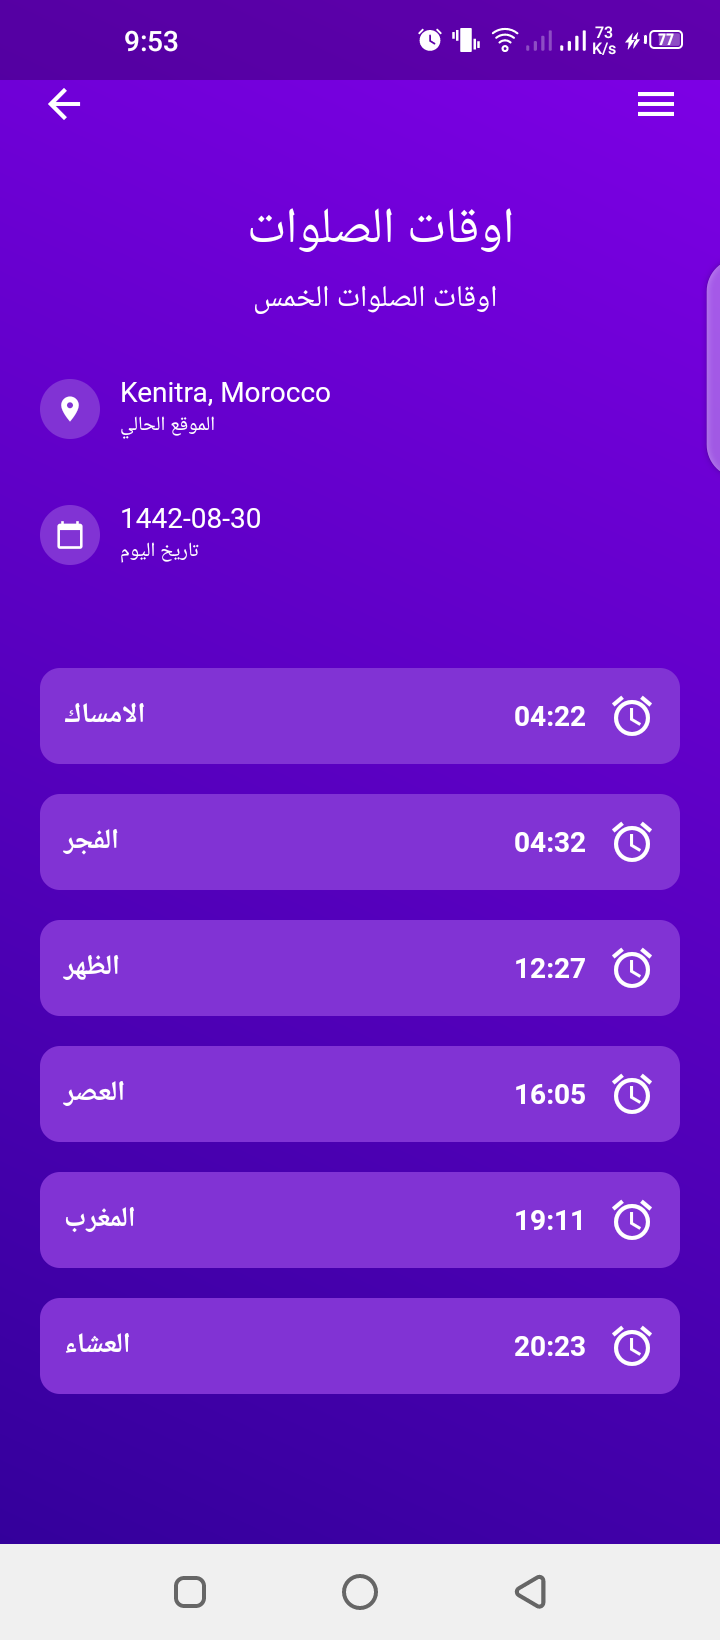 9:53
73
K/s
77
اوقات الصلوات
اوقات الصلوات الخمس
Kenitra, Morocco
الموقع الحالي
1442-08-30
تاريخ اليوم
الامساك 04:22
الفجر 04:32
الظهر 12:27
العصر 16:05
المغرب 19:11
العشاء 20:23